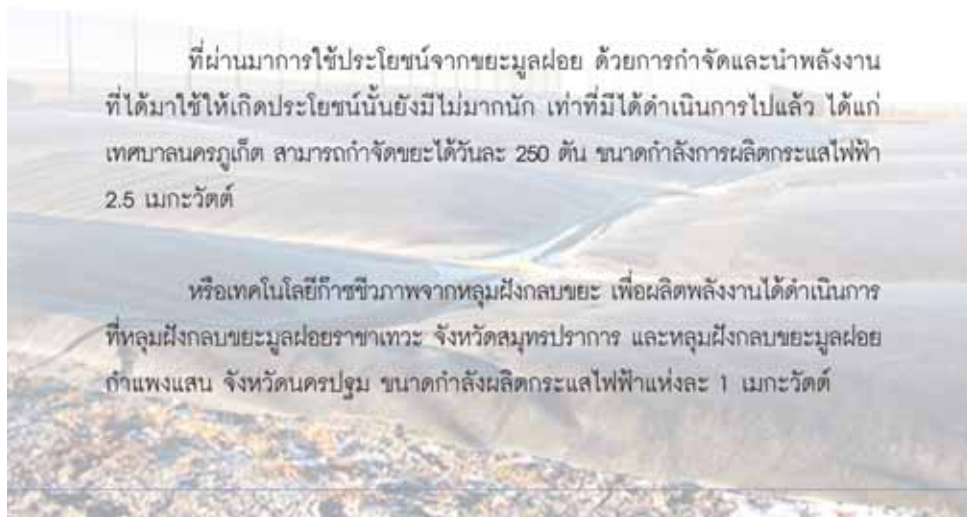 ที่ผ่านมาการใช้ประโยชน์จากขยะมูลฝอย ด้วยการกำจัดและนำพลังงาน
ที่ได้มาใช้ให้เกิดประโยชน์นั้นยังมีไม่มากนัก เท่าที่มีได้ดำเนินการไปแล้ว ได้แก่
เทศบาลนครภูเก็ต สามารถกำจัดขยะได้วันละ 250 ตัน ขนาดกำลังการผลิตกระแสไฟฟ้า
2.5 เมกะวัตต์
หรือเทคโนโลยีก๊าซชีวภาพจากหลุมฝังกลบขยะ เพื่อผลิตพลังงานได้ดำเนินการ
ที่หลุมฝังกลบขยะมูลฝอยราชาเทวะ จังหวัดสมุทรปราการ และหลุมฝังกลบขยะมูลฝอย
กำแพงแสน จังหวัดนครปฐม ขนาดกำลังผลิตกระแสไฟฟ้าแห่งละ 1 เมกะวัตต์